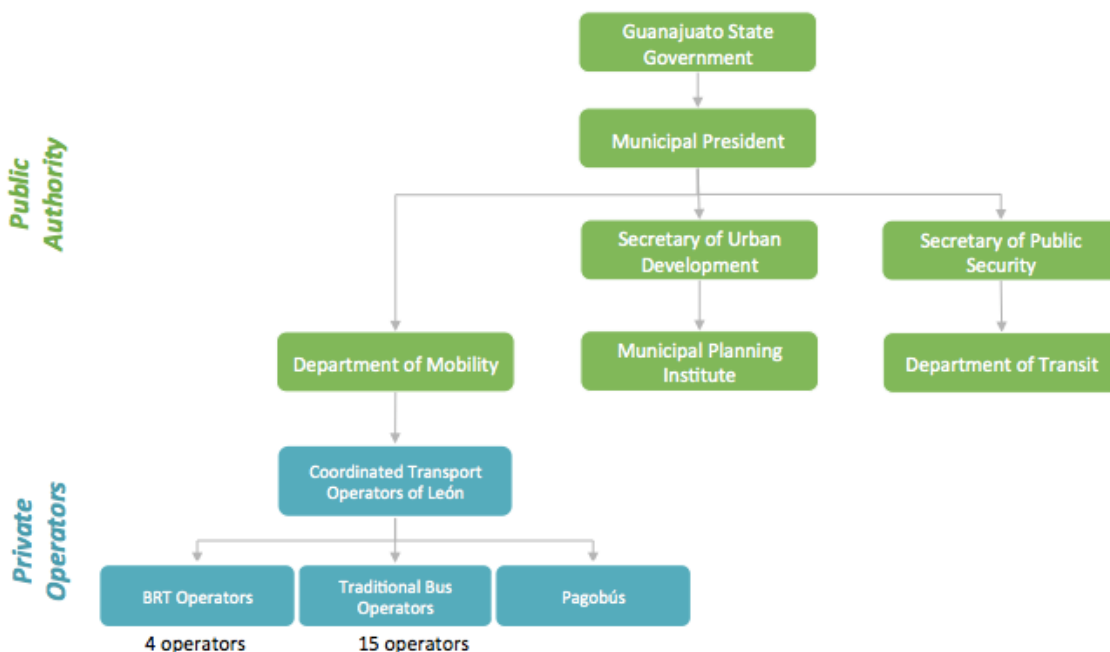 Guanajuato State
Government
Municipal President
Public
Authority
Secretary of Urban
Development
Secretary of Public
Security
Department of Mobility
Municipal Planning
Institute
Department of Transit
Coordinated Transport
Operators of León
Private
Operators
BRT Operators
Traditional Bus
Operators
Pagobús
4 operators
15 operators